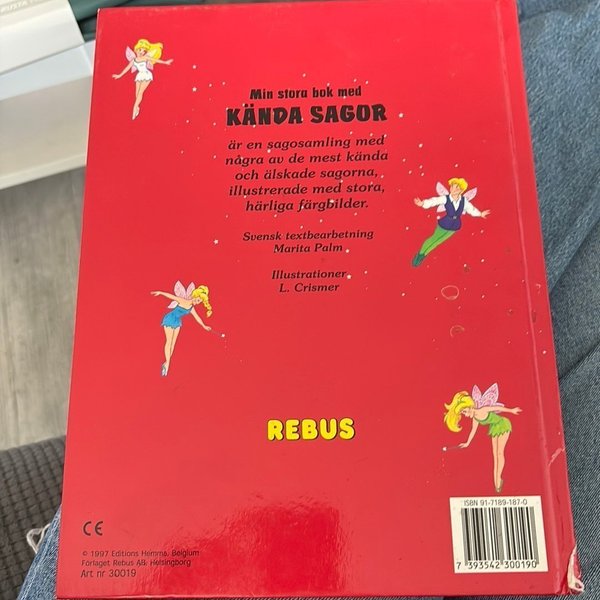 Min stora bok med
KÄNDA SAGOR
är en sagosamling med
några av de mest kända
och älskade sagorna,
illustrerade med stora,
härliga färgbilder.
Svensk textbearbetning
Marita Palm
Illustrationer
L. Crismer
REBUS
ISBN 91-7189-187-0
7 393542 300190
CE
© 1997 Editions Hemma, Belgium
Förlaget Rebus AB, Helsingborg
Art nr 30019